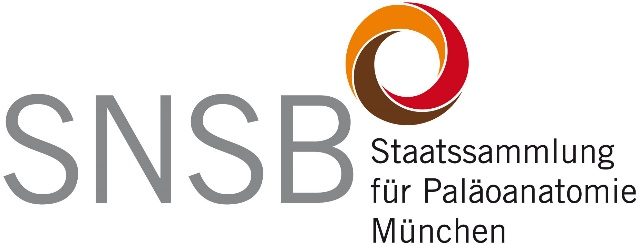 SNSB
Staatssammlung
für Paläoanatomie
München